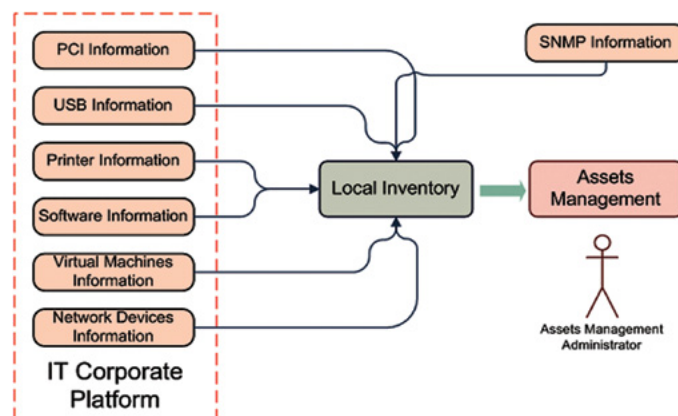 PCI Information
USB Information
Printer Information
Software Information
Virtual Machines
Information
Network Devices
Information
IT Corporate
Platform
Local Inventory
SNMP Information
Assets
Management
Assets Management
Administrator